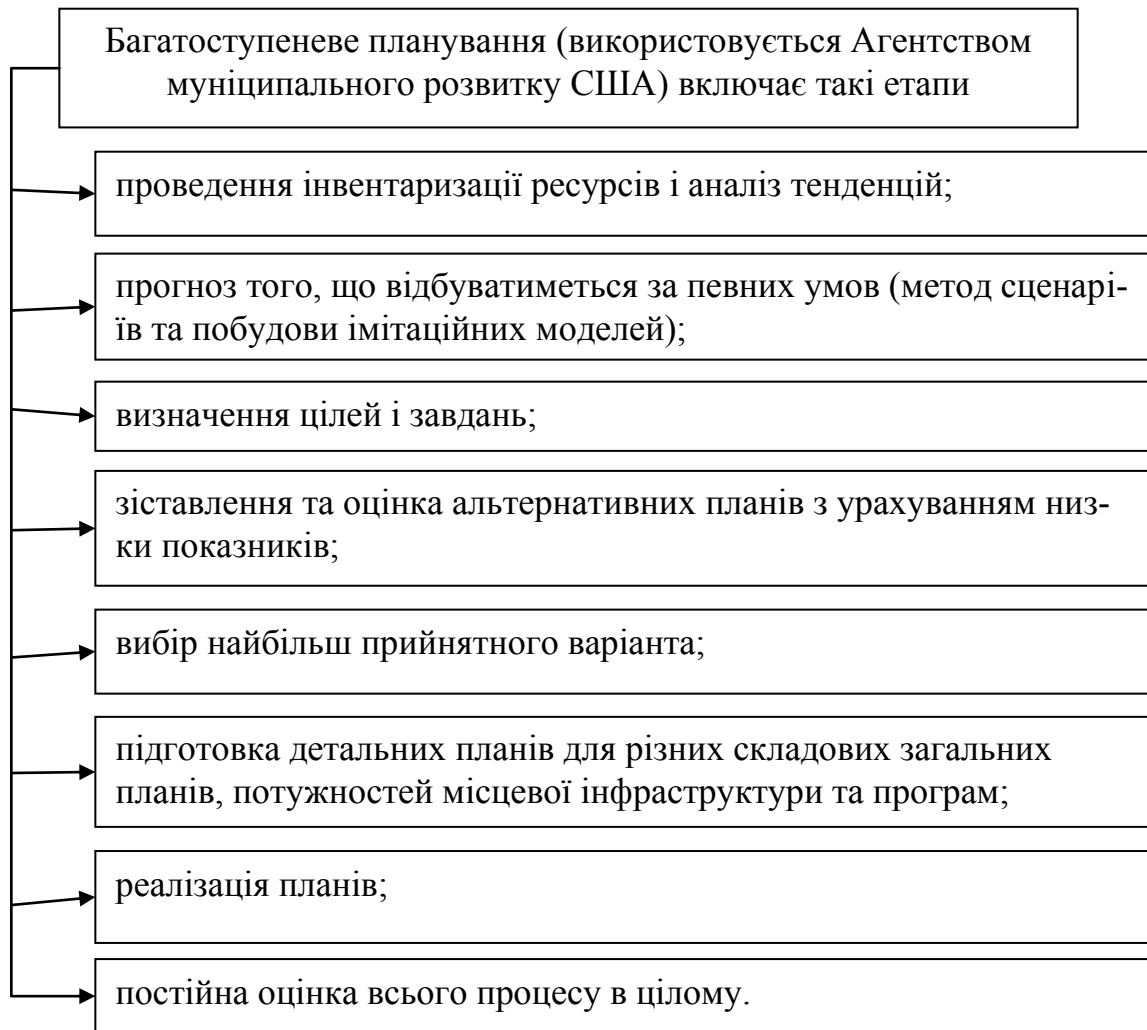 Багатоступеневе планування (використовується Агентством
муніципального розвитку США) включає такі етапи
проведення інвентаризації ресурсів і аналіз тенденцій;
прогноз того, що відбуватиметься за певних умов (метод сценарі-
їв та побудови імітаційних моделей);
визначення цілей і завдань;
зіставлення та оцінка альтернативних планів з урахуванням низ-
ки показників;
вибір найбільш прийнятного варіанта;
підготовка детальних планів для різних складових загальних
планів, потужностей місцевої інфраструктури та програм;
реалізація планів;
постійна оцінка всього процесу в цілому.